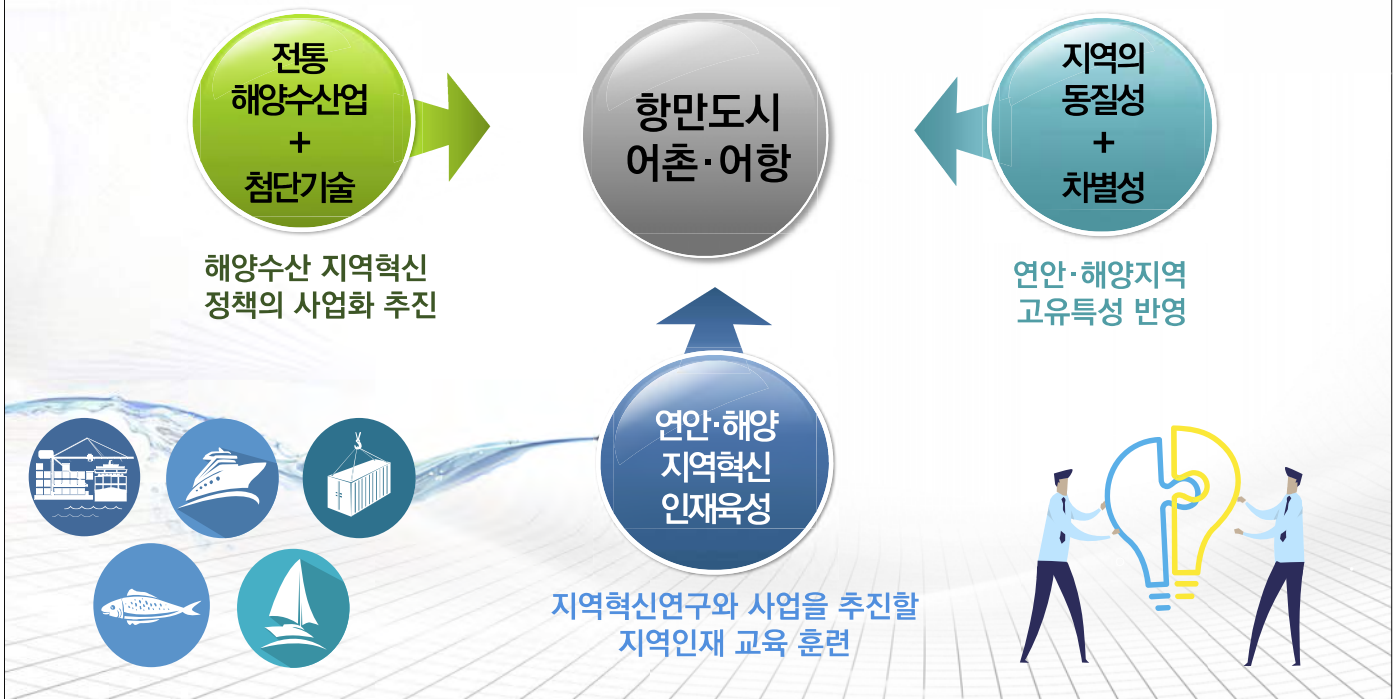 전통
해양수산업
+
첨단기술
해양수산 지역혁신
정책의 사업화 추진
항만도시
어촌·어항
지역의
동질성
+
차별성
연안·해양지역
고유특성 반영
연안·해양
지역혁신
인재육성
지역혁신연구와 사업을 추진할
지역인재 교육 훈련